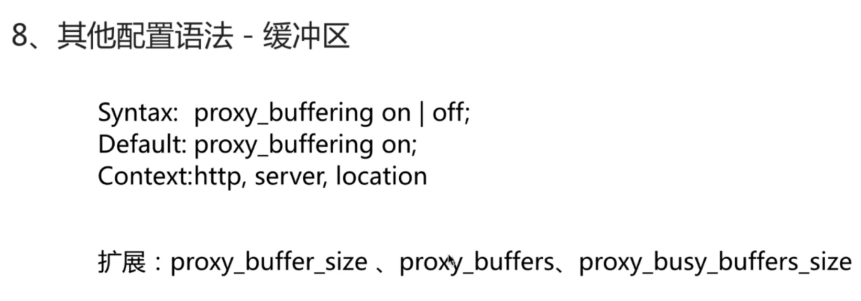 8、其他配置语法 - 缓冲区
Syntax: proxy_buffering on | off;
Default: proxy_buffering on;
Context:http, server, location
扩展：proxy_buffer_size 、proxy_buffers、proxy_busy_buffers_size